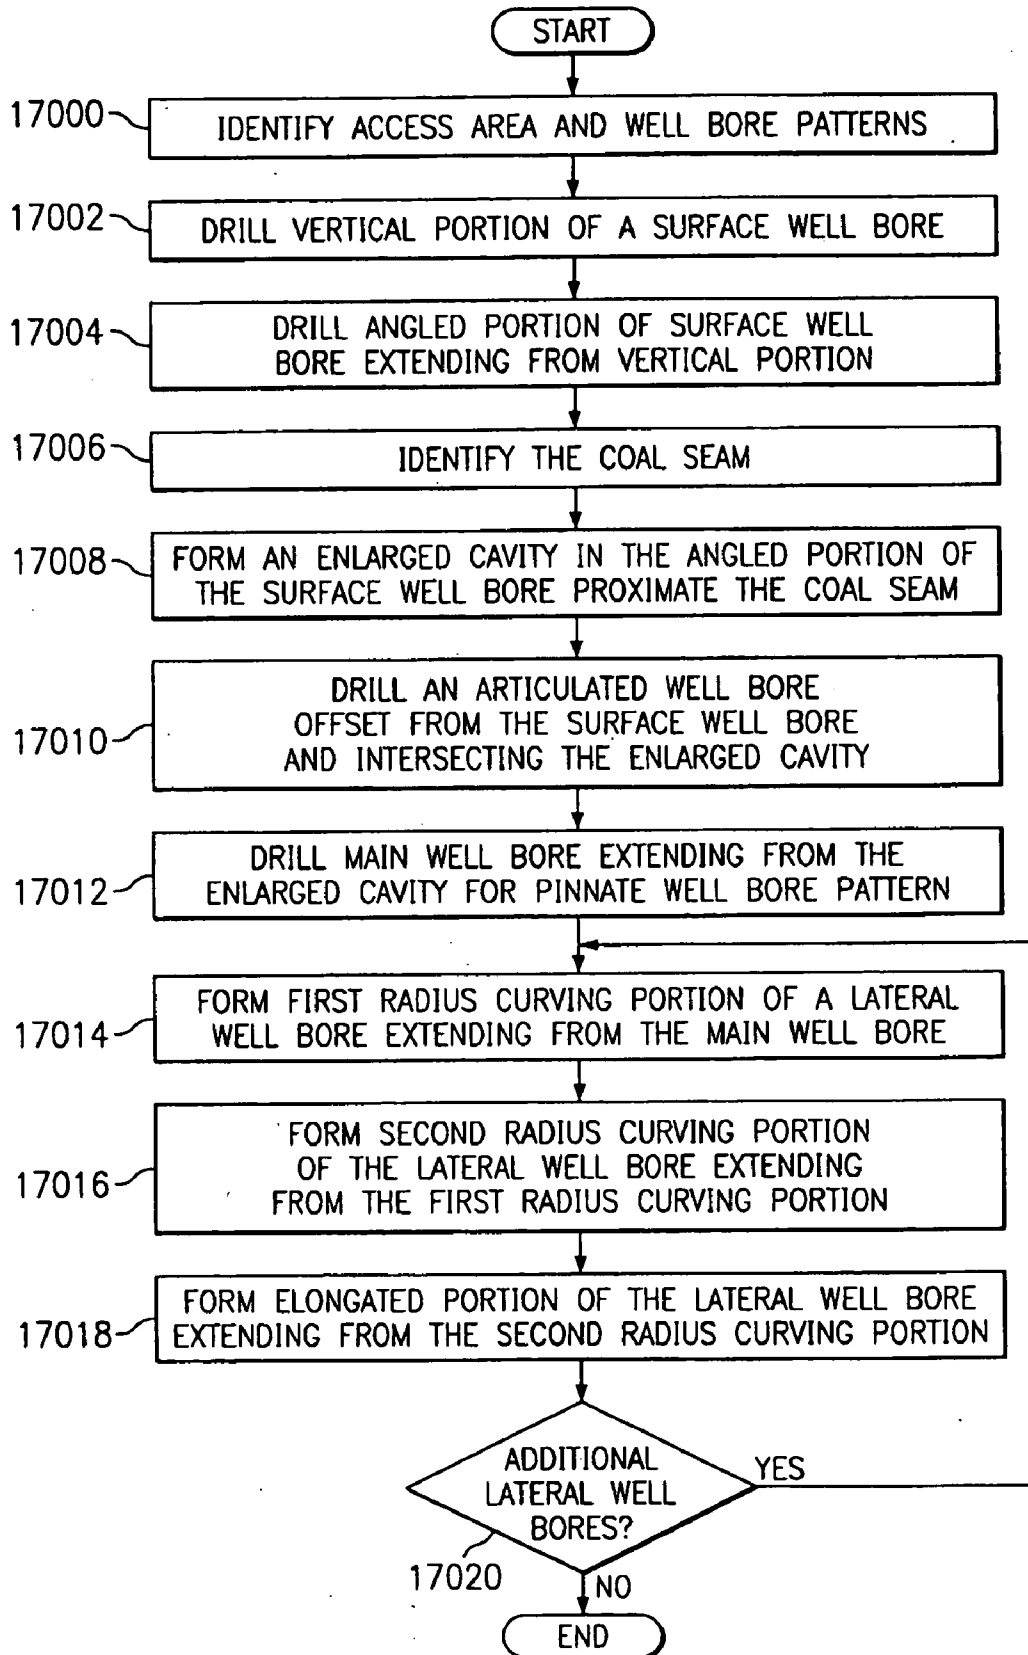 START
17000
IDENTIFY ACCESS AREA AND WELL BORE PATTERNS
17002
DRILL VERTICAL PORTION OF A SURFACE WELL BORE
17004
DRILL ANGLED PORTION OF SURFACE WELL
BORE EXTENDING FROM VERTICAL PORTION
17006
IDENTIFY THE COAL SEAM
17008
FORM AN ENLARGED CAVITY IN THE ANGLED PORTION OF
THE SURFACE WELL BORE PROXIMATE THE COAL SEAM
17010
DRILL AN ARTICULATED WELL BORE
OFFSET FROM THE SURFACE WELL BORE
AND INTERSECTING THE ENLARGED CAVITY
17012
DRILL MAIN WELL BORE EXTENDING FROM THE
ENLARGED CAVITY FOR PINNATE WELL BORE PATTERN
17014
FORM FIRST RADIUS CURVING PORTION OF A LATERAL
WELL BORE EXTENDING FROM THE MAIN WELL BORE
17016
FORM SECOND RADIUS CURVING PORTION
OF THE LATERAL WELL BORE EXTENDING
FROM THE FIRST RADIUS CURVING PORTION
17018
FORM ELONGATED PORTION OF THE LATERAL WELL BORE
EXTENDING FROM THE SECOND RADIUS CURVING PORTION
ADDITIONAL
LATERAL WELL
BORES?
YES
17020
NO
END